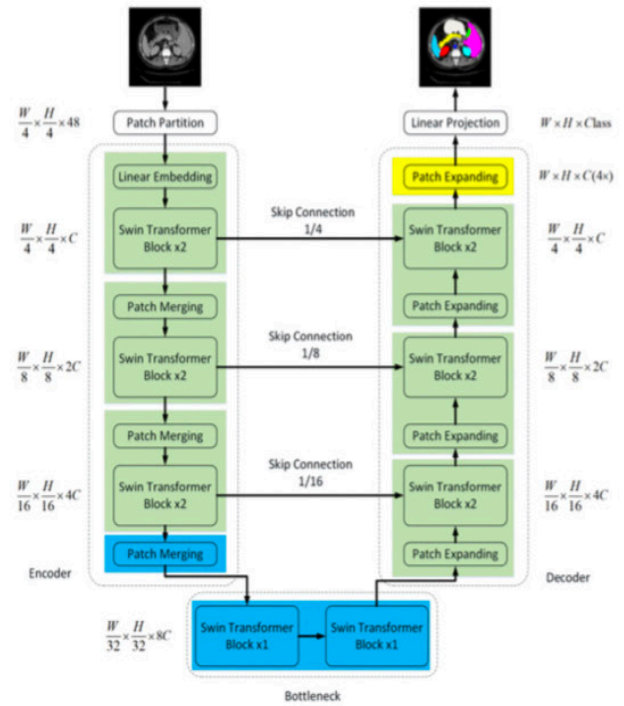 W/4 × H/4 × 48
Patch Partition
Linear Projection
W × H × Class
Linear Embedding
Patch Expanding
W × H × C(4×)
W/4 × H/4 × C
Swin Transformer
Block x2
Skip Connection
1/4
Swin Transformer
Block x2
W/4 × H/4 × C
Patch Merging
Patch Expanding
W/8 × H/8 × 2C
Swin Transformer
Block x2
Skip Connection
1/8
Swin Transformer
Block x2
W/8 × H/8 × 2C
Patch Merging
Patch Expanding
W/16 × H/16 × 4C
Swin Transformer
Block x2
Skip Connection
1/16
Swin Transformer
Block x2
W/16 × H/16 × 4C
Patch Merging
Patch Expanding
Encoder
Decoder
W/32 × H/32 × 8C
Swin Transformer
Block x1
Swin Transformer
Block x1
Bottleneck